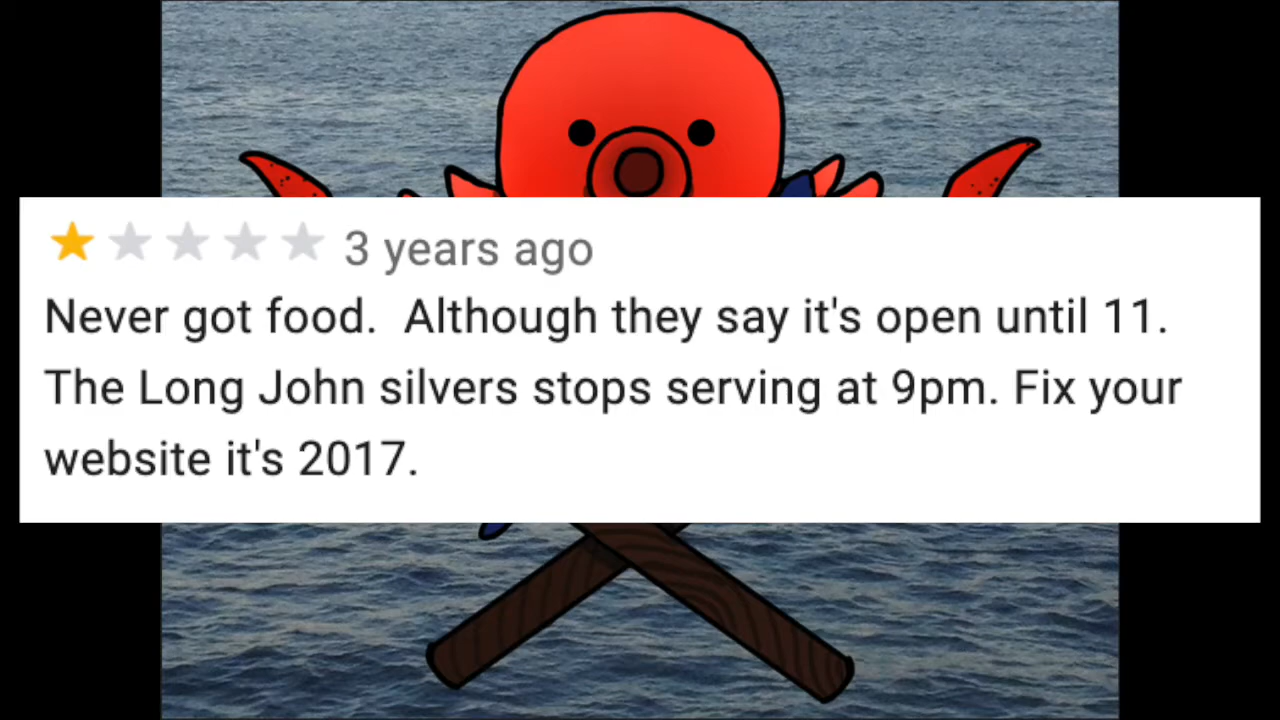 3 years ago
Never got food.  Although they say it's open until 11.
The Long John silvers stops serving at 9pm. Fix your
website it's 2017.